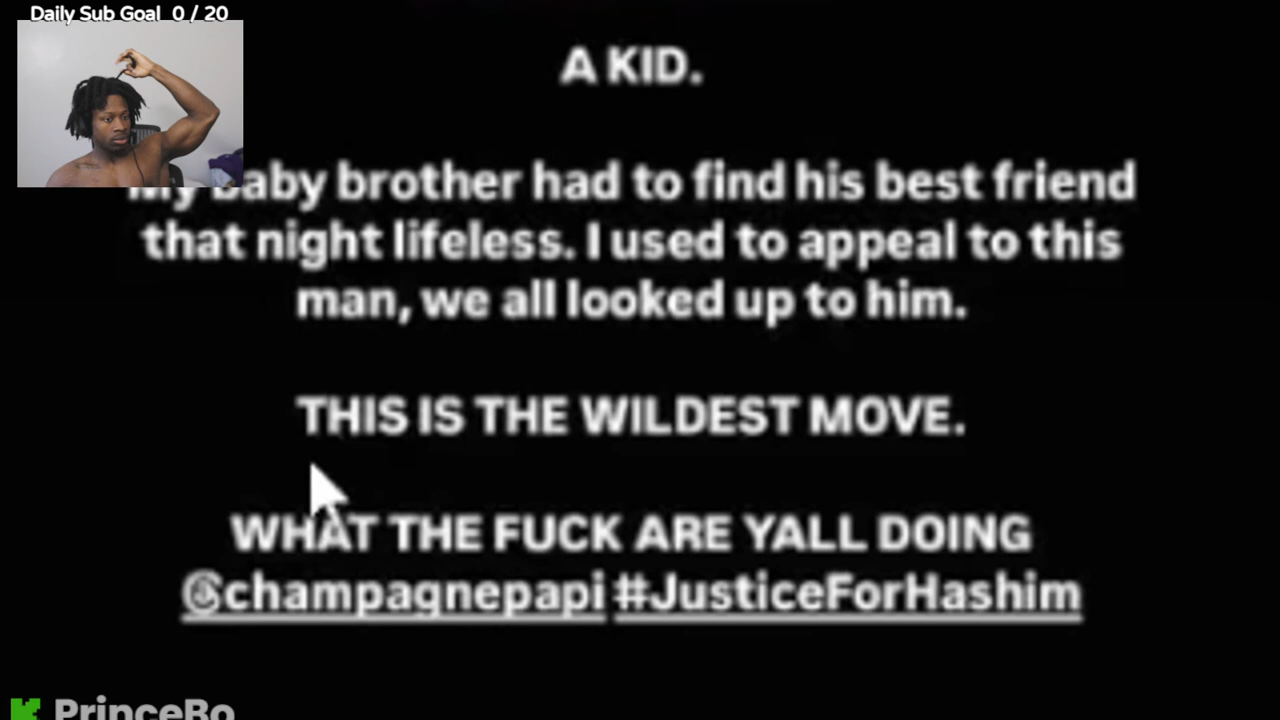 Daily Sub Goal 0 / 20
A KID.
My baby brother had to find his best friend
that night lifeless. I used to appeal to this
man, we all looked up to him.
THIS IS THE WILDEST MOVE.
WHAT THE FUCK ARE YALL DOING
@champagnepapi #JusticeForHashim
PrinceBo